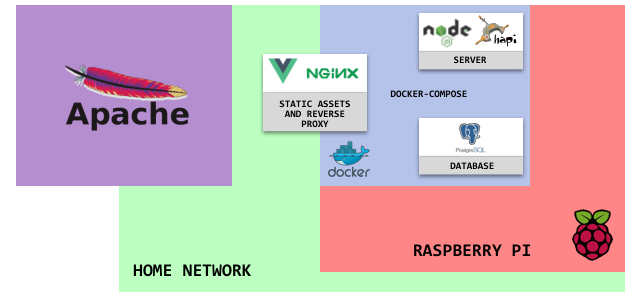 node
JS
hapi
SERVER
NGINX
STATIC ASSETS
AND REVERSE
PROXY
DOCKER-COMPOSE
Apache
PostgreSQL
DATABASE
docker
RASPBERRY PI
HOME NETWORK